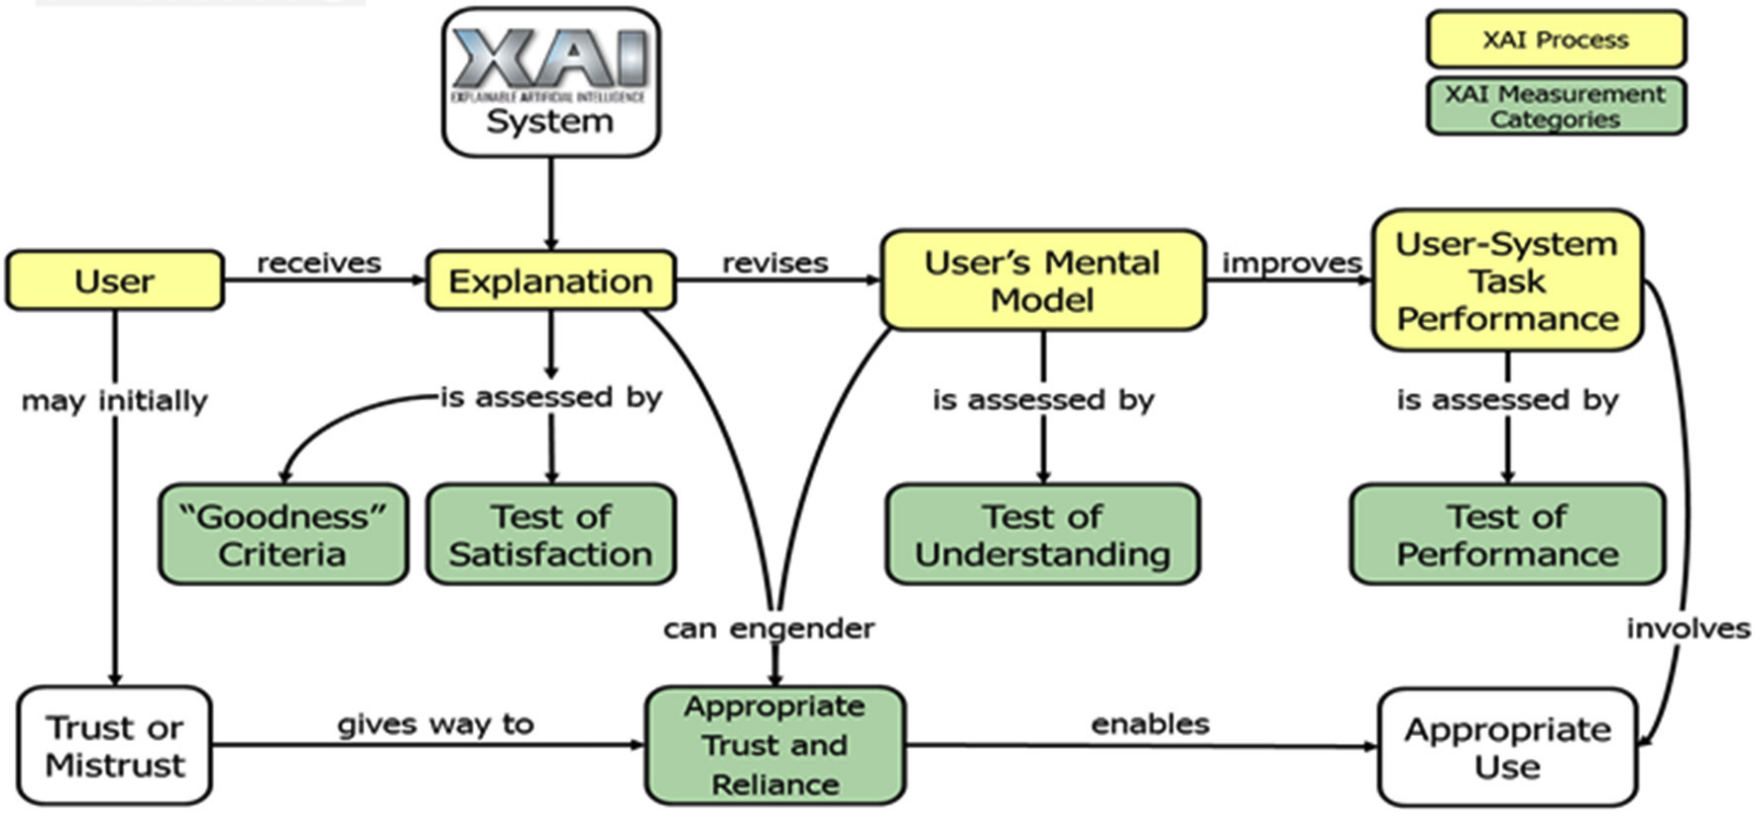 XAI
EXPLAINABLE ARTIFICIAL INTELLIGENCE
System
XAI Process
XAI Measurement
Categories
User
receives
Explanation
revises
User’s Mental
Model
improves
User-System
Task
Performance
may initially
is assessed by
is assessed by
is assessed by
“Goodness”
Criteria
Test of
Satisfaction
Test of
Understanding
Test of
Performance
can engender
involves
Trust or
Mistrust
gives way to
Appropriate
Trust and
Reliance
enables
Appropriate
Use